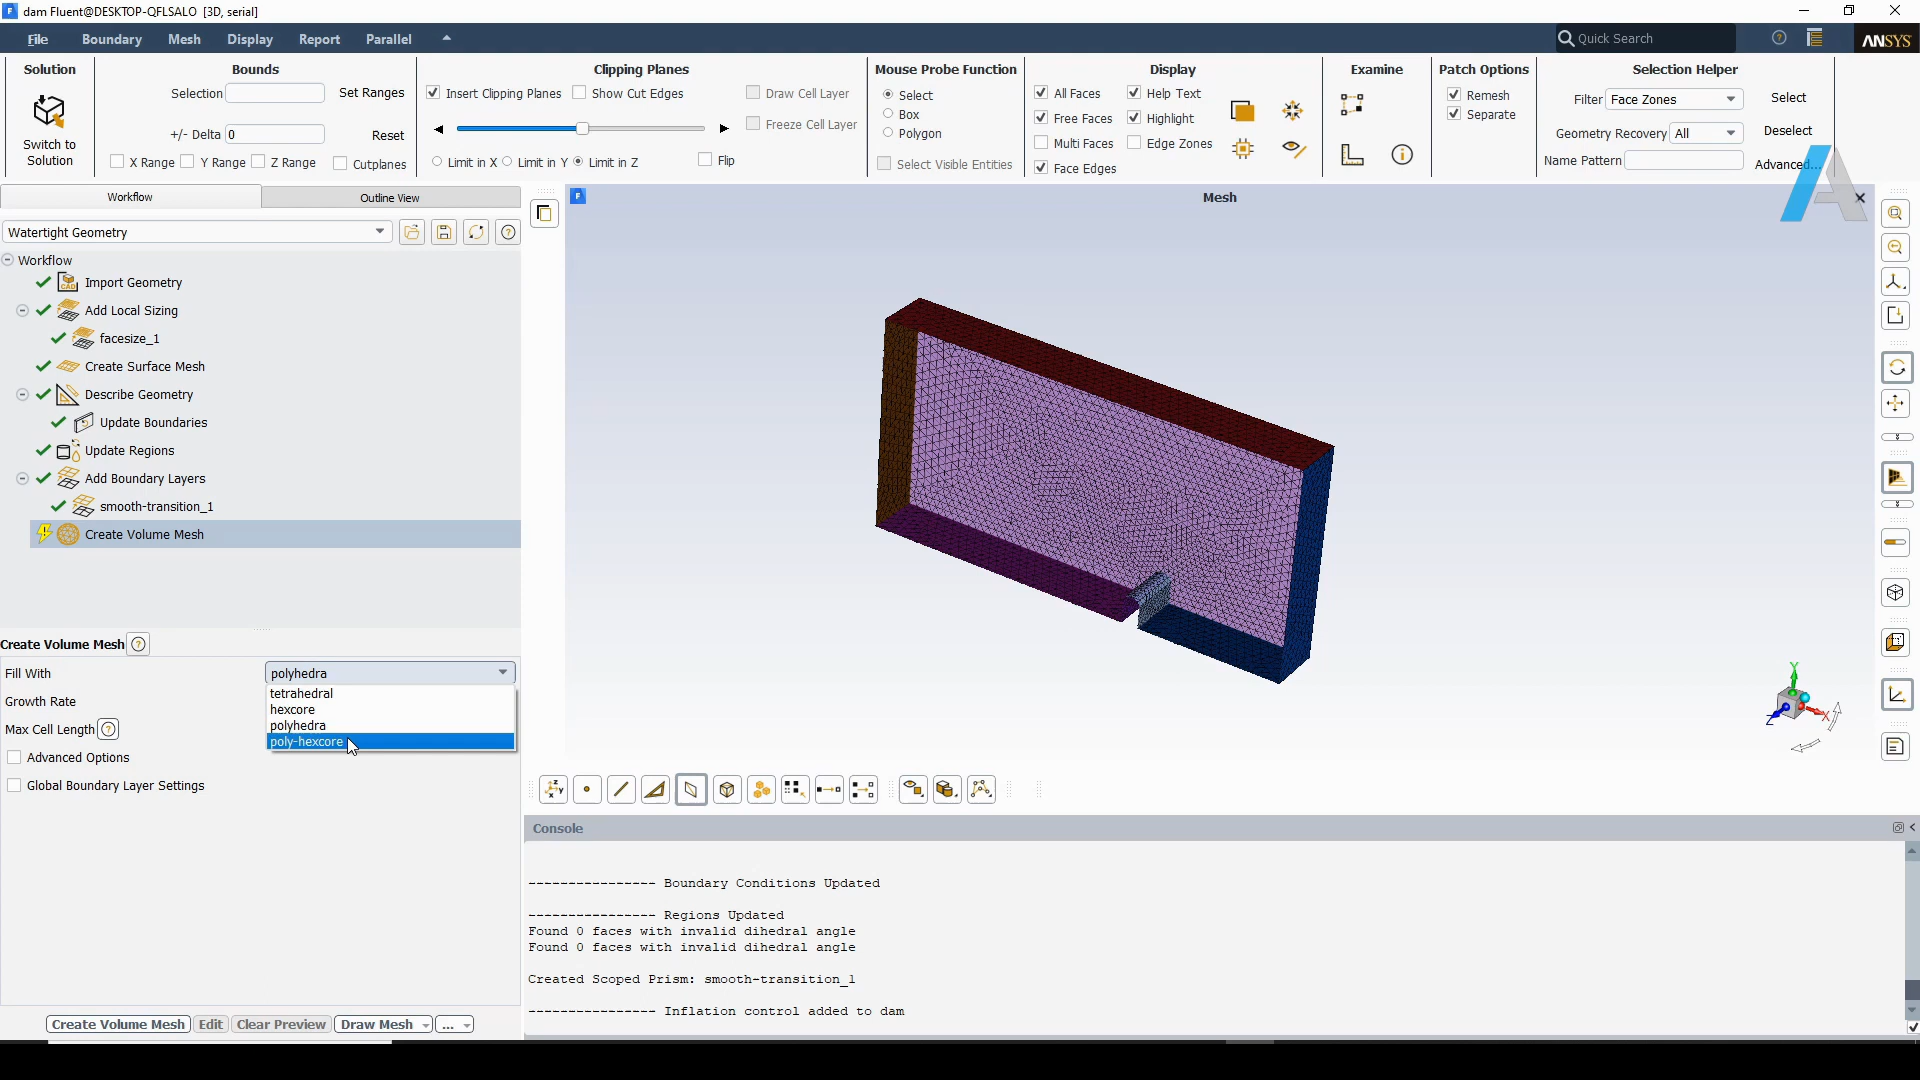 dam Fluent@DESKTOP-QFLSALO [3D, serial]
File Boundary Mesh Display Report Parallel
Quick Search
ANSYS
Solution
Switch to
Solution
Bounds
Selection
Set Ranges
+/- Delta 0
Reset
X Range Y Range Z Range Cutplanes
Clipping Planes
Insert Clipping Planes Show Cut Edges
Draw Cell Layer
Freeze Cell Layer
Limit in X Limit in Y Limit in Z Flip
Mouse Probe Function
Select
Box
Polygon
Select Visible Entities
Display
All Faces Help Text
Free Faces Highlight
Multi Faces Edge Zones
Face Edges
Examine
Patch Options
Remesh
Separate
Selection Helper
Filter Face Zones Select
Geometry Recovery All Deselect
Name Pattern Advanced...
Workflow
Outline View
Watertight Geometry
Workflow
Import Geometry
Add Local Sizing
facesize_1
Create Surface Mesh
Describe Geometry
Update Boundaries
Update Regions
Add Boundary Layers
smooth-transition_1
Create Volume Mesh
Create Volume Mesh
Fill With polyhedra
tetrahedral
hexcore
polyhedra
poly-hexcore
Growth Rate
Max Cell Length
Advanced Options
Global Boundary Layer Settings
Create Volume Mesh Edit Clear Preview Draw Mesh ...
Mesh
Y
Z
X
Console
---------------- Boundary Conditions Updated
---------------- Regions Updated
Found 0 faces with invalid dihedral angle
Found 0 faces with invalid dihedral angle
Created Scoped Prism: smooth-transition_1
---------------- Inflation control added to dam